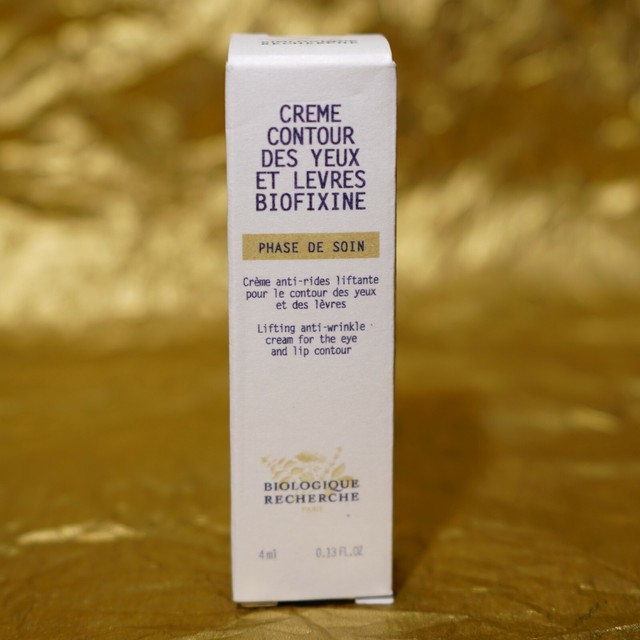 CREME
CONTOUR
DES YEUX
ET LEVRES
BIOFIXINE
PHASE DE SOIN
Crème anti-rides liftante
pour le contour des yeux
et des lèvres
Lifting anti-wrinkle
cream for the eye
and lip contour
BIOLOGIQUE
RECHERCHE
PARIS
4 ml 0.13 FL.OZ